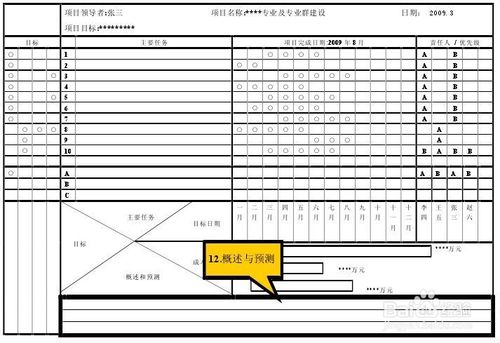 项目领导者:张三 项目名称:****专业及专业群建设 日期: 2009.3
项目目标:*********
目标 主要任务 项目完成日期:2009 年 8 月 责任人 / 优先级
○ 1 ○ ○ ○ ○ A B
○ 2 ○ ○ A B
○ 3 ○ ○ ○ ○ ○ ○ A B
○ 4 ○ ○ ○ ○ ○ A B
○ 5 ○ ○ ○ ○ ○ A B
○ 6 ○ ○ ○ ○ ○ ○ A B
○ 7 ○ ○ ○ ○ ○ ○ A B
○ ○ ○ 8 ○ ○ ○ ○ ○ A
○ 9 ○ ○ ○ A
○ ○ 10 ○ ○ ○ ○ ○ B A B B
○ A A B A B
B
C
主要任务
目标日期
目标
概述和预测
成
一月 二月 三月 四月 五月 六月 七月 八月 九月 十月 十一月 十二月 李四 王五 张三 赵六
****万元
****万元
****万元
12.概述与预测
Baidu 经验